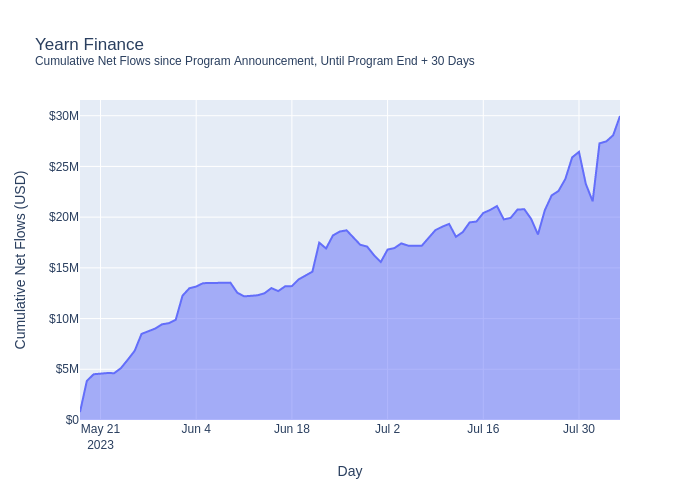 Yearn Finance
Cumulative Net Flows since Program Announcement, Until Program End + 30 Days
$30M
$25M
$20M
$15M
$10M
$5M
$0
Cumulative Net Flows (USD)
May 21
2023
Jun 4
Jun 18
Jul 2
Jul 16
Jul 30
Day